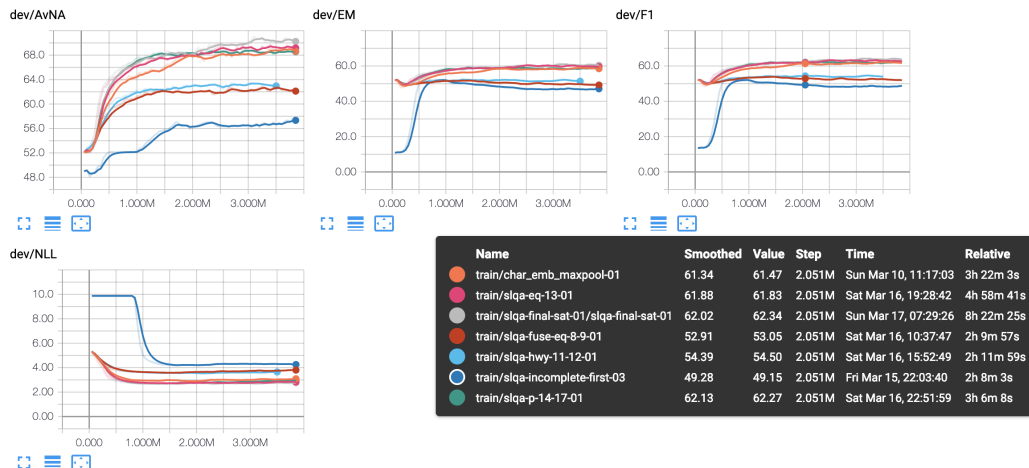 dev/AvNA
68.0
64.0
60.0
56.0
52.0
48.0
0.000 1.000M 2.000M 3.000M
dev/EM
60.0
40.0
20.0
0.00
0.000 1.000M 2.000M 3.000M
dev/F1
60.0
40.0
20.0
0.00
0.000 1.000M 2.000M 3.000M
dev/NLL
10.0
8.00
6.00
4.00
2.00
0.00
0.000 1.000M 2.000M 3.000M
Name Smoothed Value Step Time Relative
train/char_emb_maxpool-01 61.34 61.47 2.051M Sun Mar 10, 11:17:03 3h 22m 3s
train/slqa-eq-13-01 61.88 61.83 2.051M Sat Mar 16, 19:28:42 4h 58m 41s
train/slqa-final-sat-01/slqa-final-sat-01 62.02 62.34 2.051M Sun Mar 17, 07:29:26 8h 22m 25s
train/slqa-fuse-eq-8-9-01 52.91 53.05 2.051M Sat Mar 16, 10:37:47 2h 9m 57s
train/slqa-hwy-11-12-01 54.39 54.50 2.051M Sat Mar 16, 15:52:49 2h 11m 59s
train/slqa-incomplete-first-03 49.28 49.15 2.051M Fri Mar 15, 22:03:40 2h 8m 3s
train/slqa-p-14-17-01 62.13 62.27 2.051M Sat Mar 16, 22:51:59 3h 6m 8s